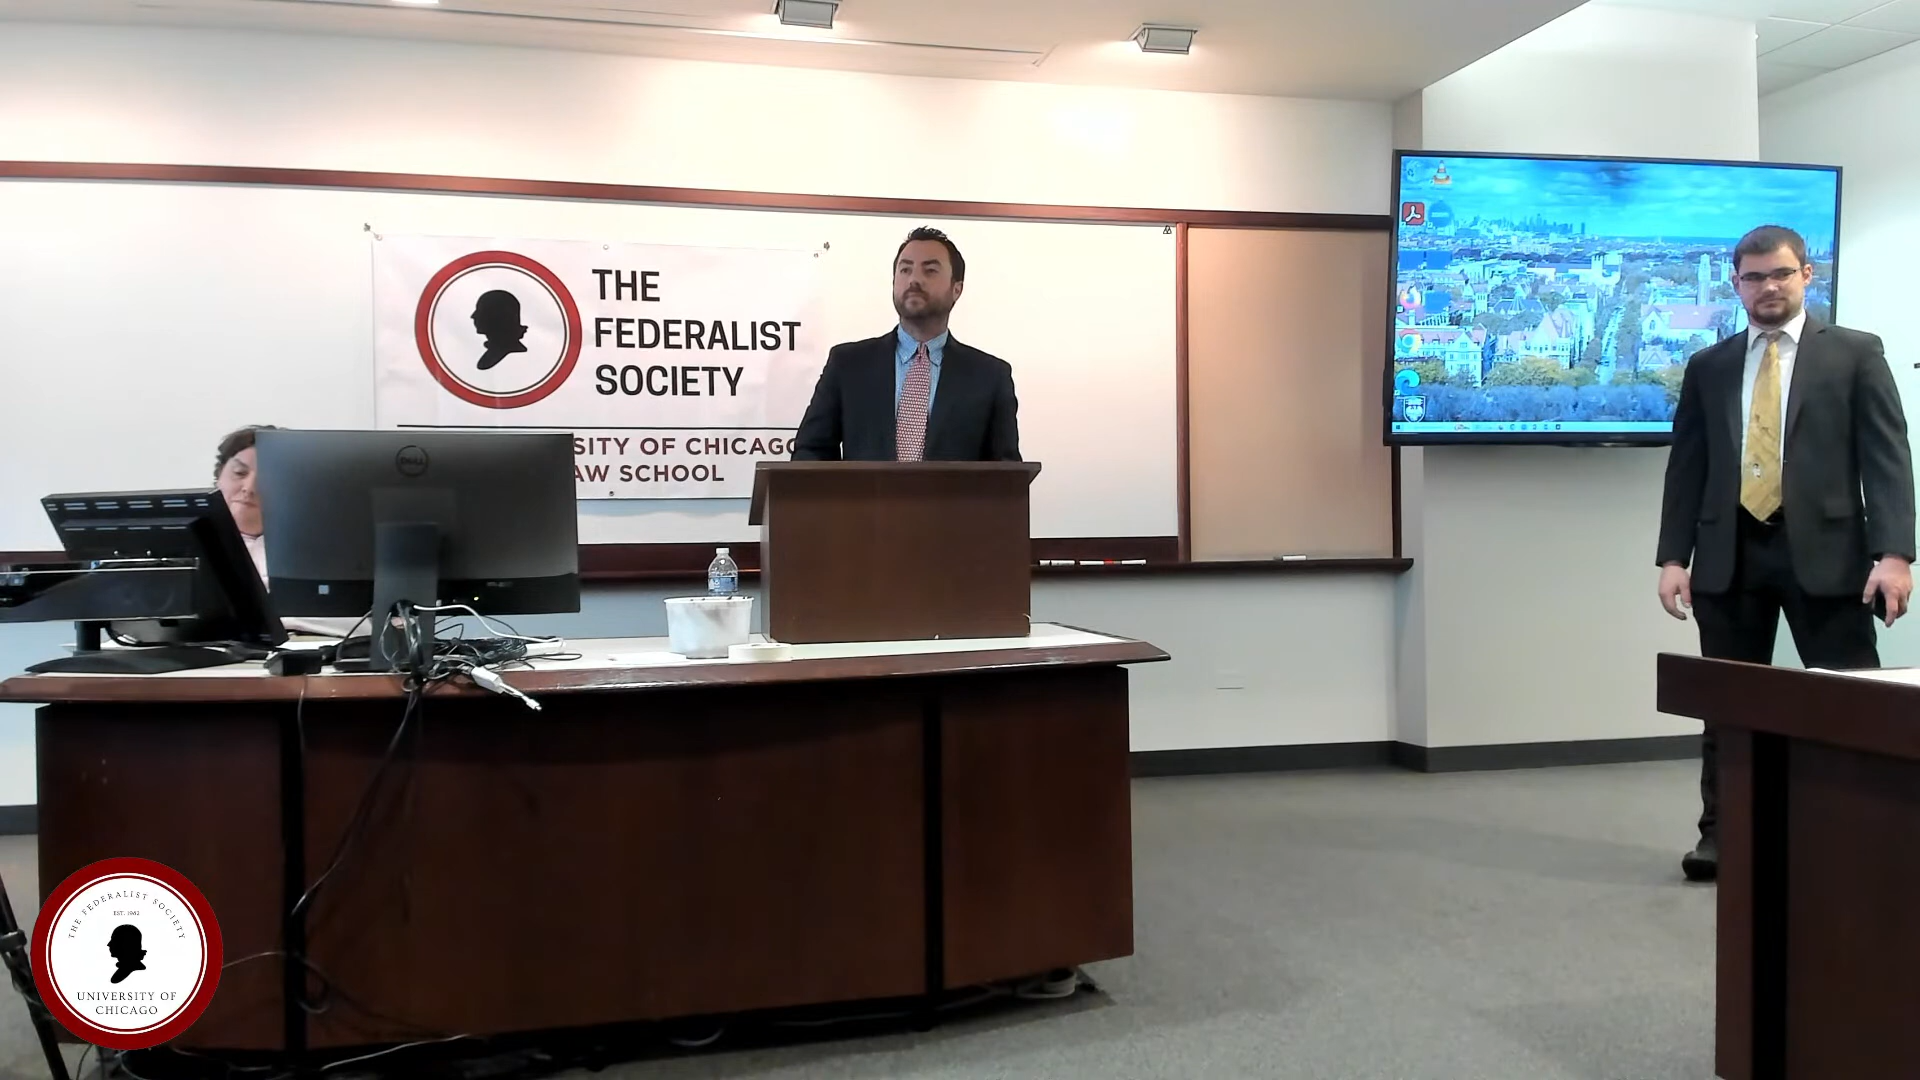 THE
FEDERALIST
SOCIETY
SITY OF CHICAGO
AW SCHOOL
DELL
THE FEDERALIST SOCIETY
EST. 1982
UNIVERSITY OF
CHICAGO